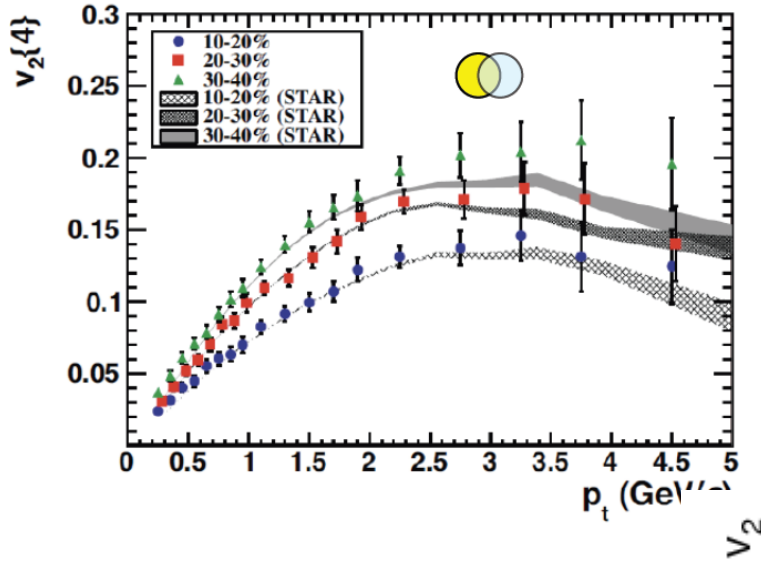 v2{4}
0.3
0.25
0.2
0.15
0.1
0.05
10-20%
20-30%
30-40%
10-20% (STAR)
20-30% (STAR)
30-40% (STAR)
0 0.5 1 1.5 2 2.5 3 3.5 4 4.5 5
pt (GeV/c)
v2